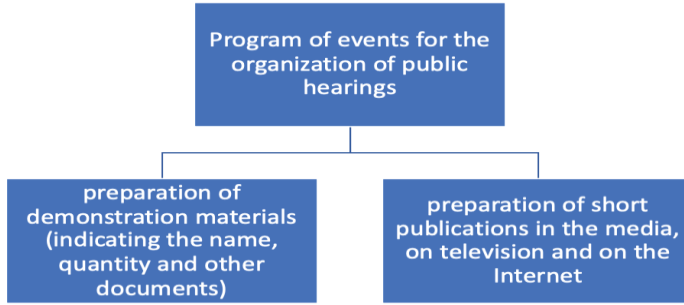 Program of events for the
organization of public
hearings
preparation of
demonstration materials
(indicating the name,
quantity and other
documents)
preparation of short
publications in the media,
on television and on the
Internet